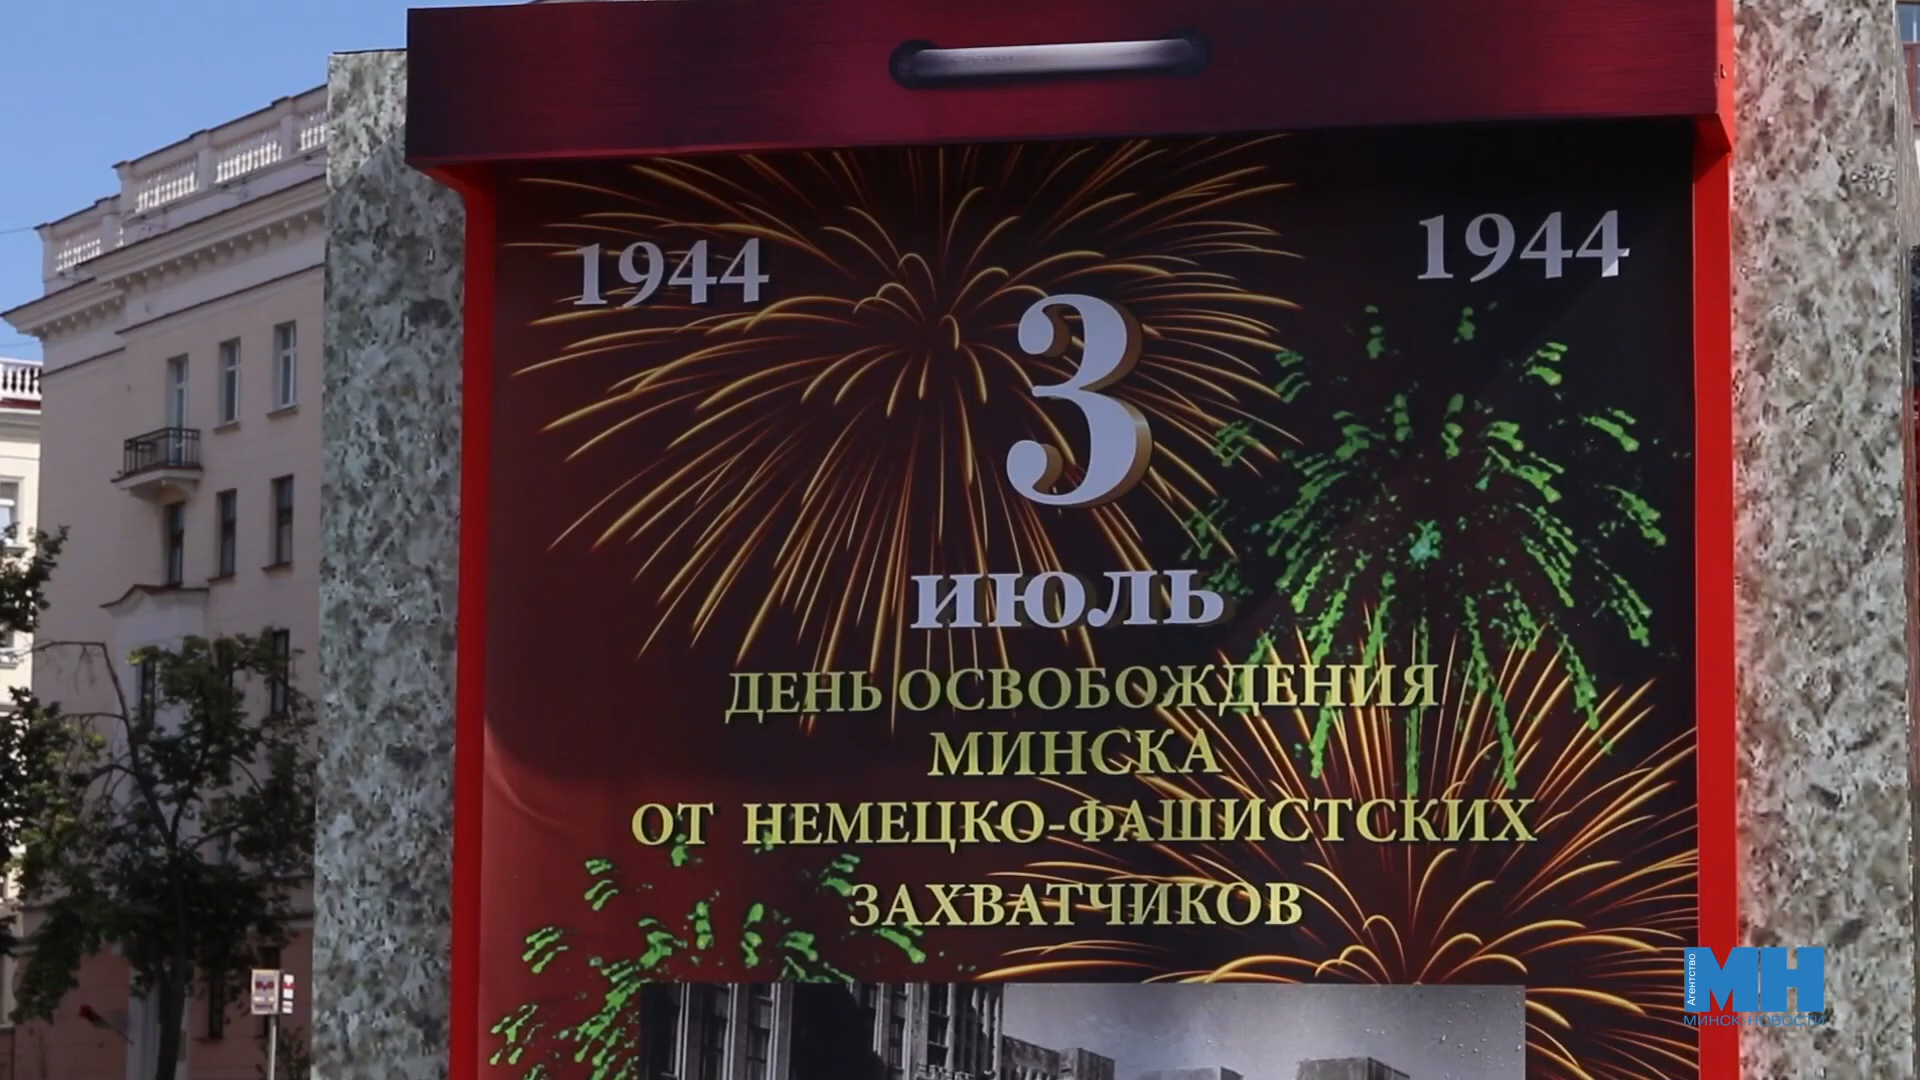 1944 1944
3
июль
ДЕНЬ ОСВОБОЖДЕНИЯ
МИНСКА
ОТ НЕМЕЦКО-ФАШИСТСКИХ
ЗАХВАТЧИКОВ
Агентство
МН
МИНСК-НОВОСТИ